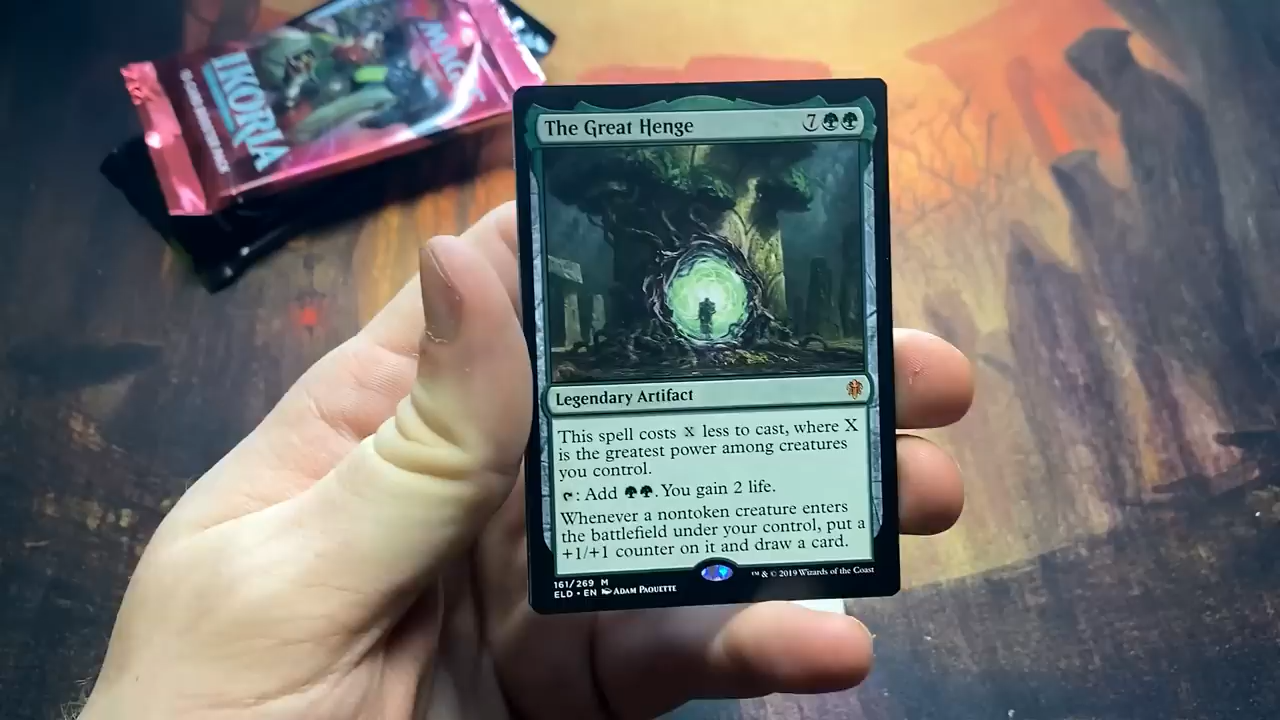 MAGIC
IKORIA
The Great Henge 7
Legendary Artifact
This spell costs X less to cast, where X
is the greatest power among creatures
you control.
: Add . You gain 2 life.
Whenever a nontoken creature enters
the battlefield under your control, put a
+1/+1 counter on it and draw a card.
161/269 M
ELD • EN ADAM PAQUETTE
™ & © 2019 Wizards of the Coast